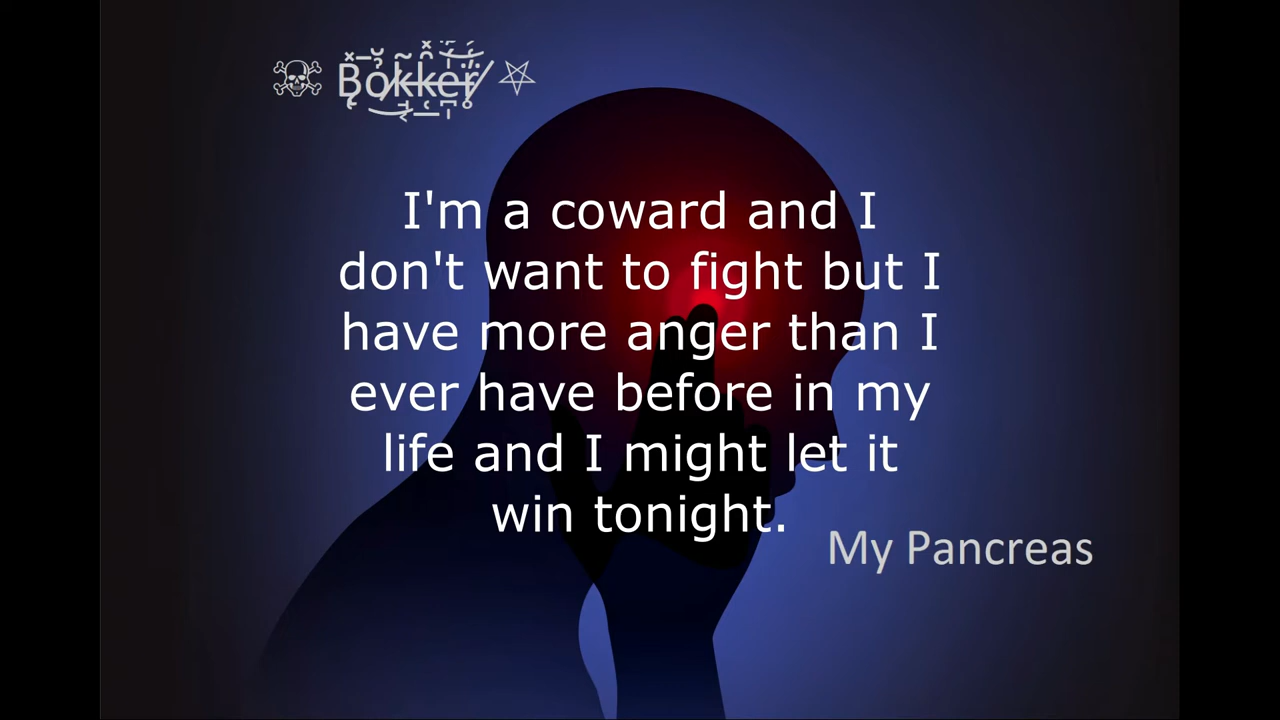 ☠ Bokker ⛧
I'm a coward and I
don't want to fight but I
have more anger than I
ever have before in my
life and I might let it
win tonight.
My Pancreas